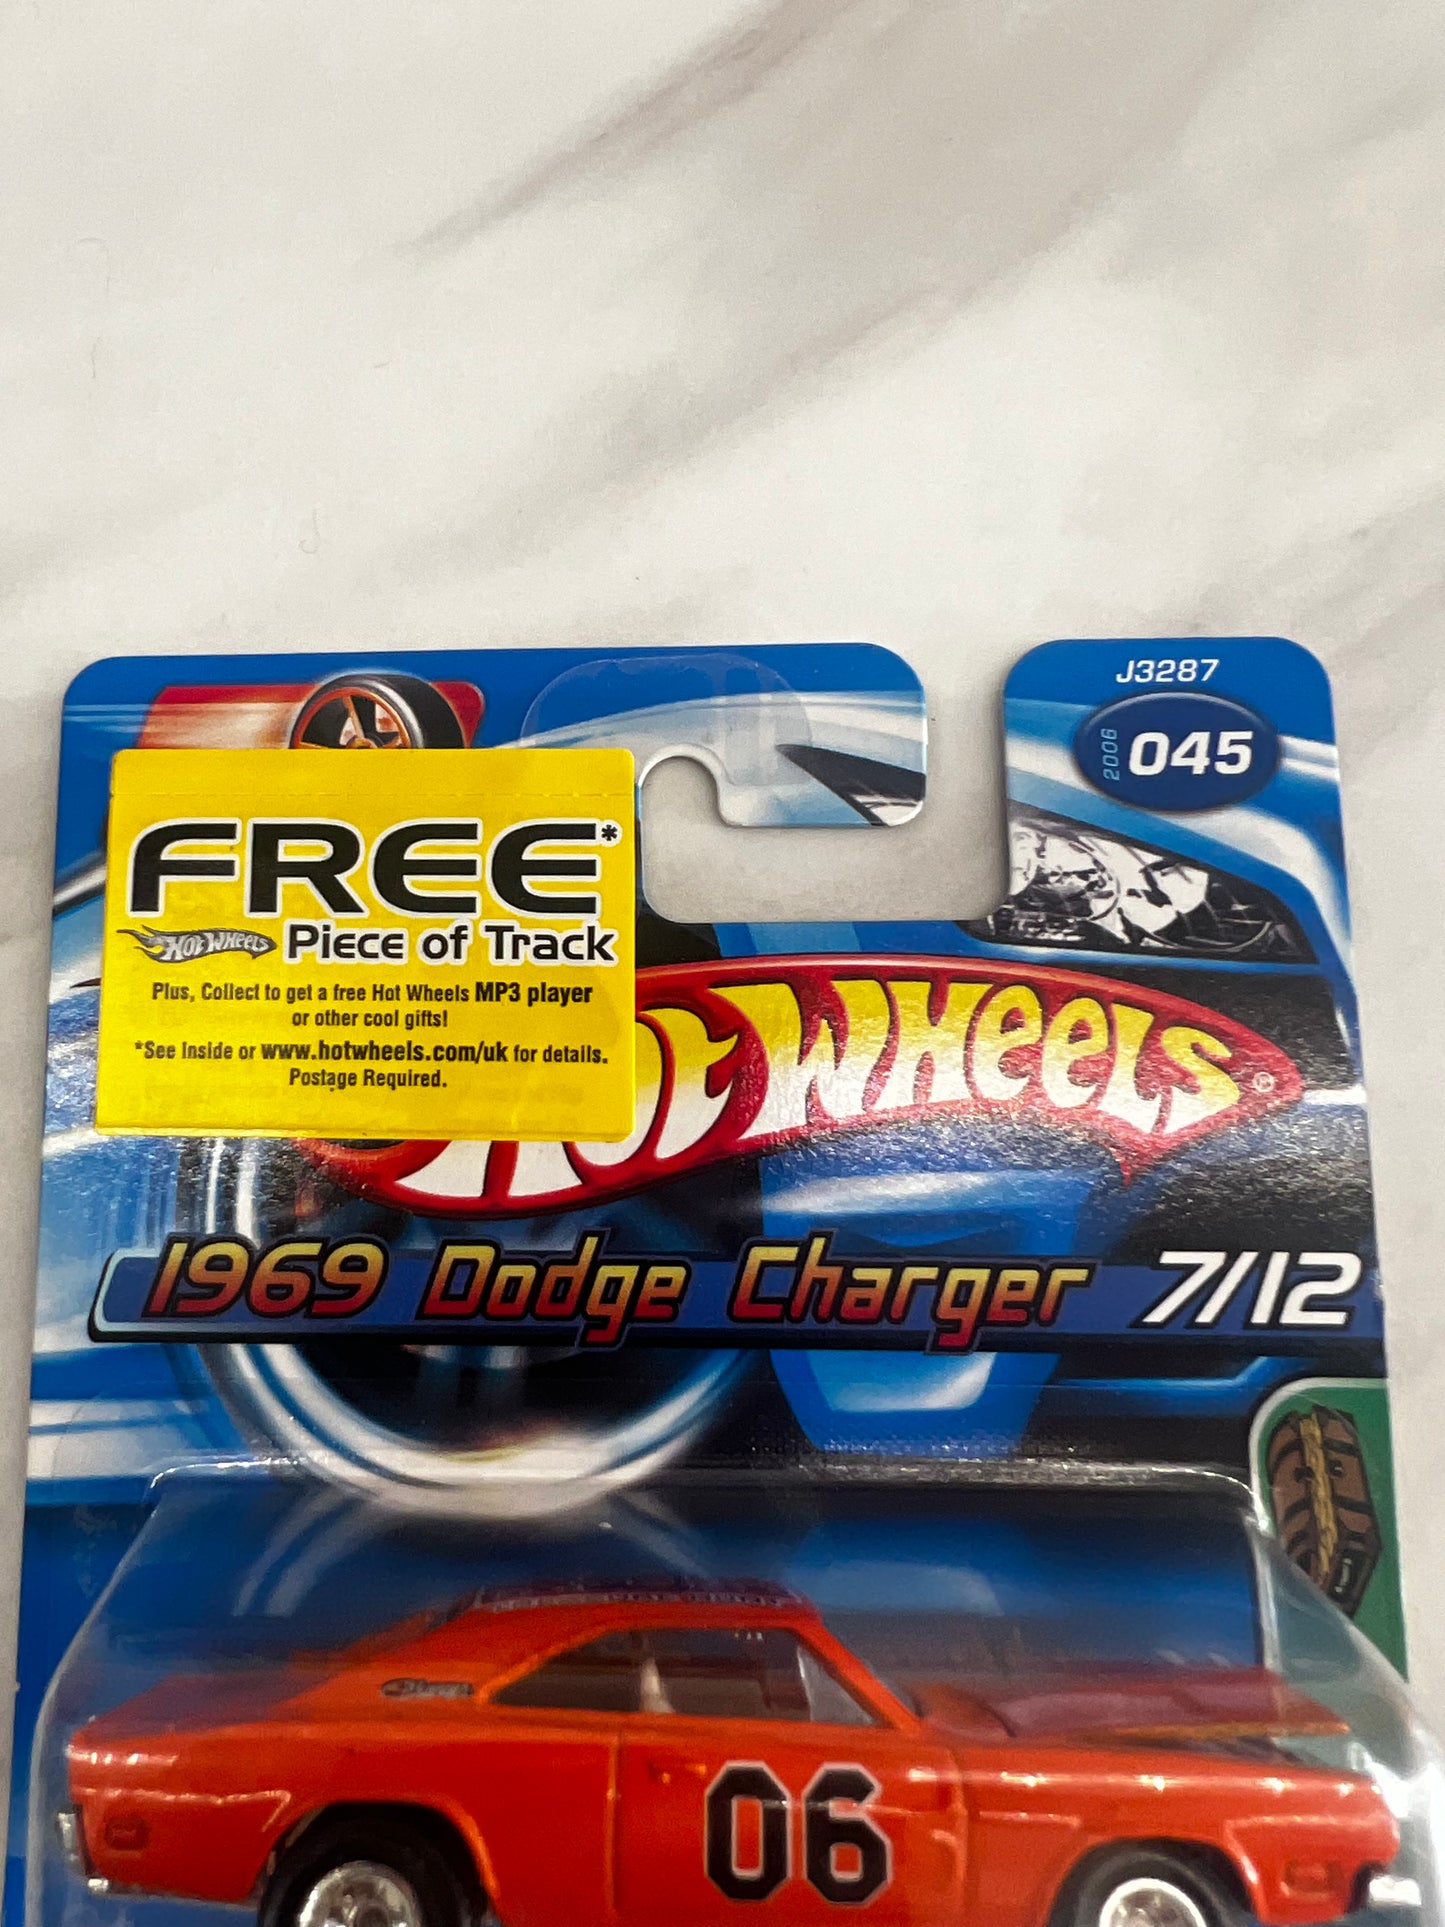 J3287
2006
045
FREE*
HOT WHEELS Piece of Track
Plus, Collect to get a free Hot Wheels MP3 player
or other cool gifts!
*See Inside or www.hotwheels.com/uk for details.
Postage Required.
HOT WHEELS
1969 Dodge Charger 7/12
06